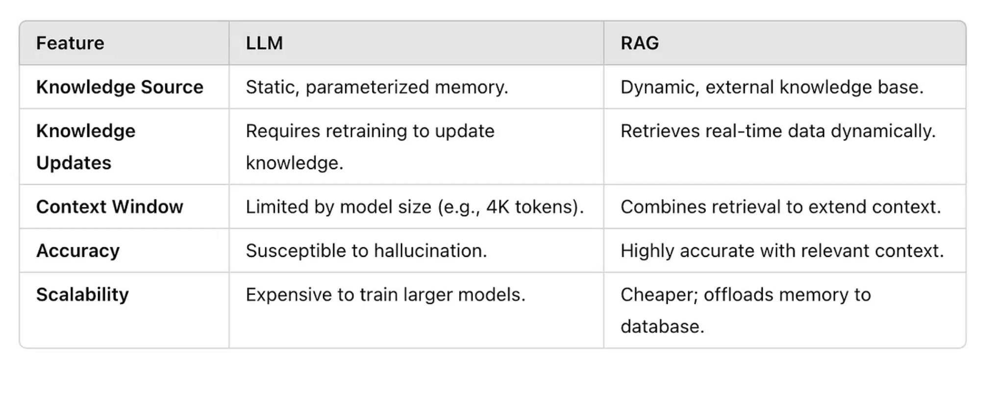 Feature LLM RAG
Knowledge Source Static, parameterized memory. Dynamic, external knowledge base.
Knowledge Requires retraining to update Retrieves real-time data dynamically.
Updates knowledge.
Context Window Limited by model size (e.g., 4K tokens). Combines retrieval to extend context.
Accuracy Susceptible to hallucination. Highly accurate with relevant context.
Scalability Expensive to train larger models. Cheaper; offloads memory to
database.